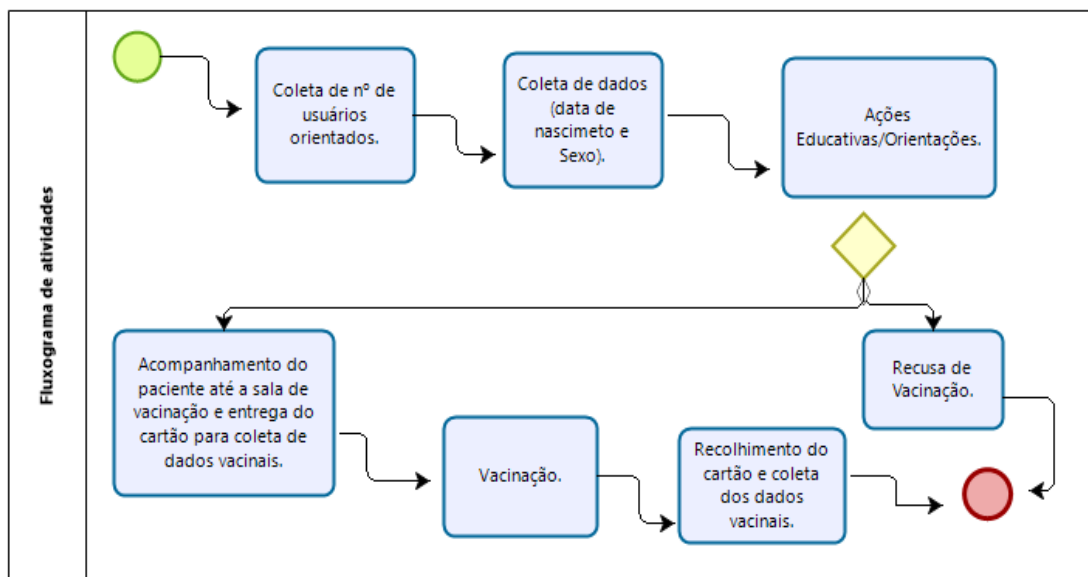 Fluxograma de atividades
Coleta de nº de
usuários
orientados.
Coleta de dados
(data de
nascimeto e
Sexo).
Ações
Educativas/Orientações.
Acompanhamento do
paciente até a sala de
vacinação e entrega do
cartão para coleta de
dados vacinais.
Vacinação.
Recolhimento do
cartão e coleta
dos dados
vacinais.
Recusa de
Vacinação.